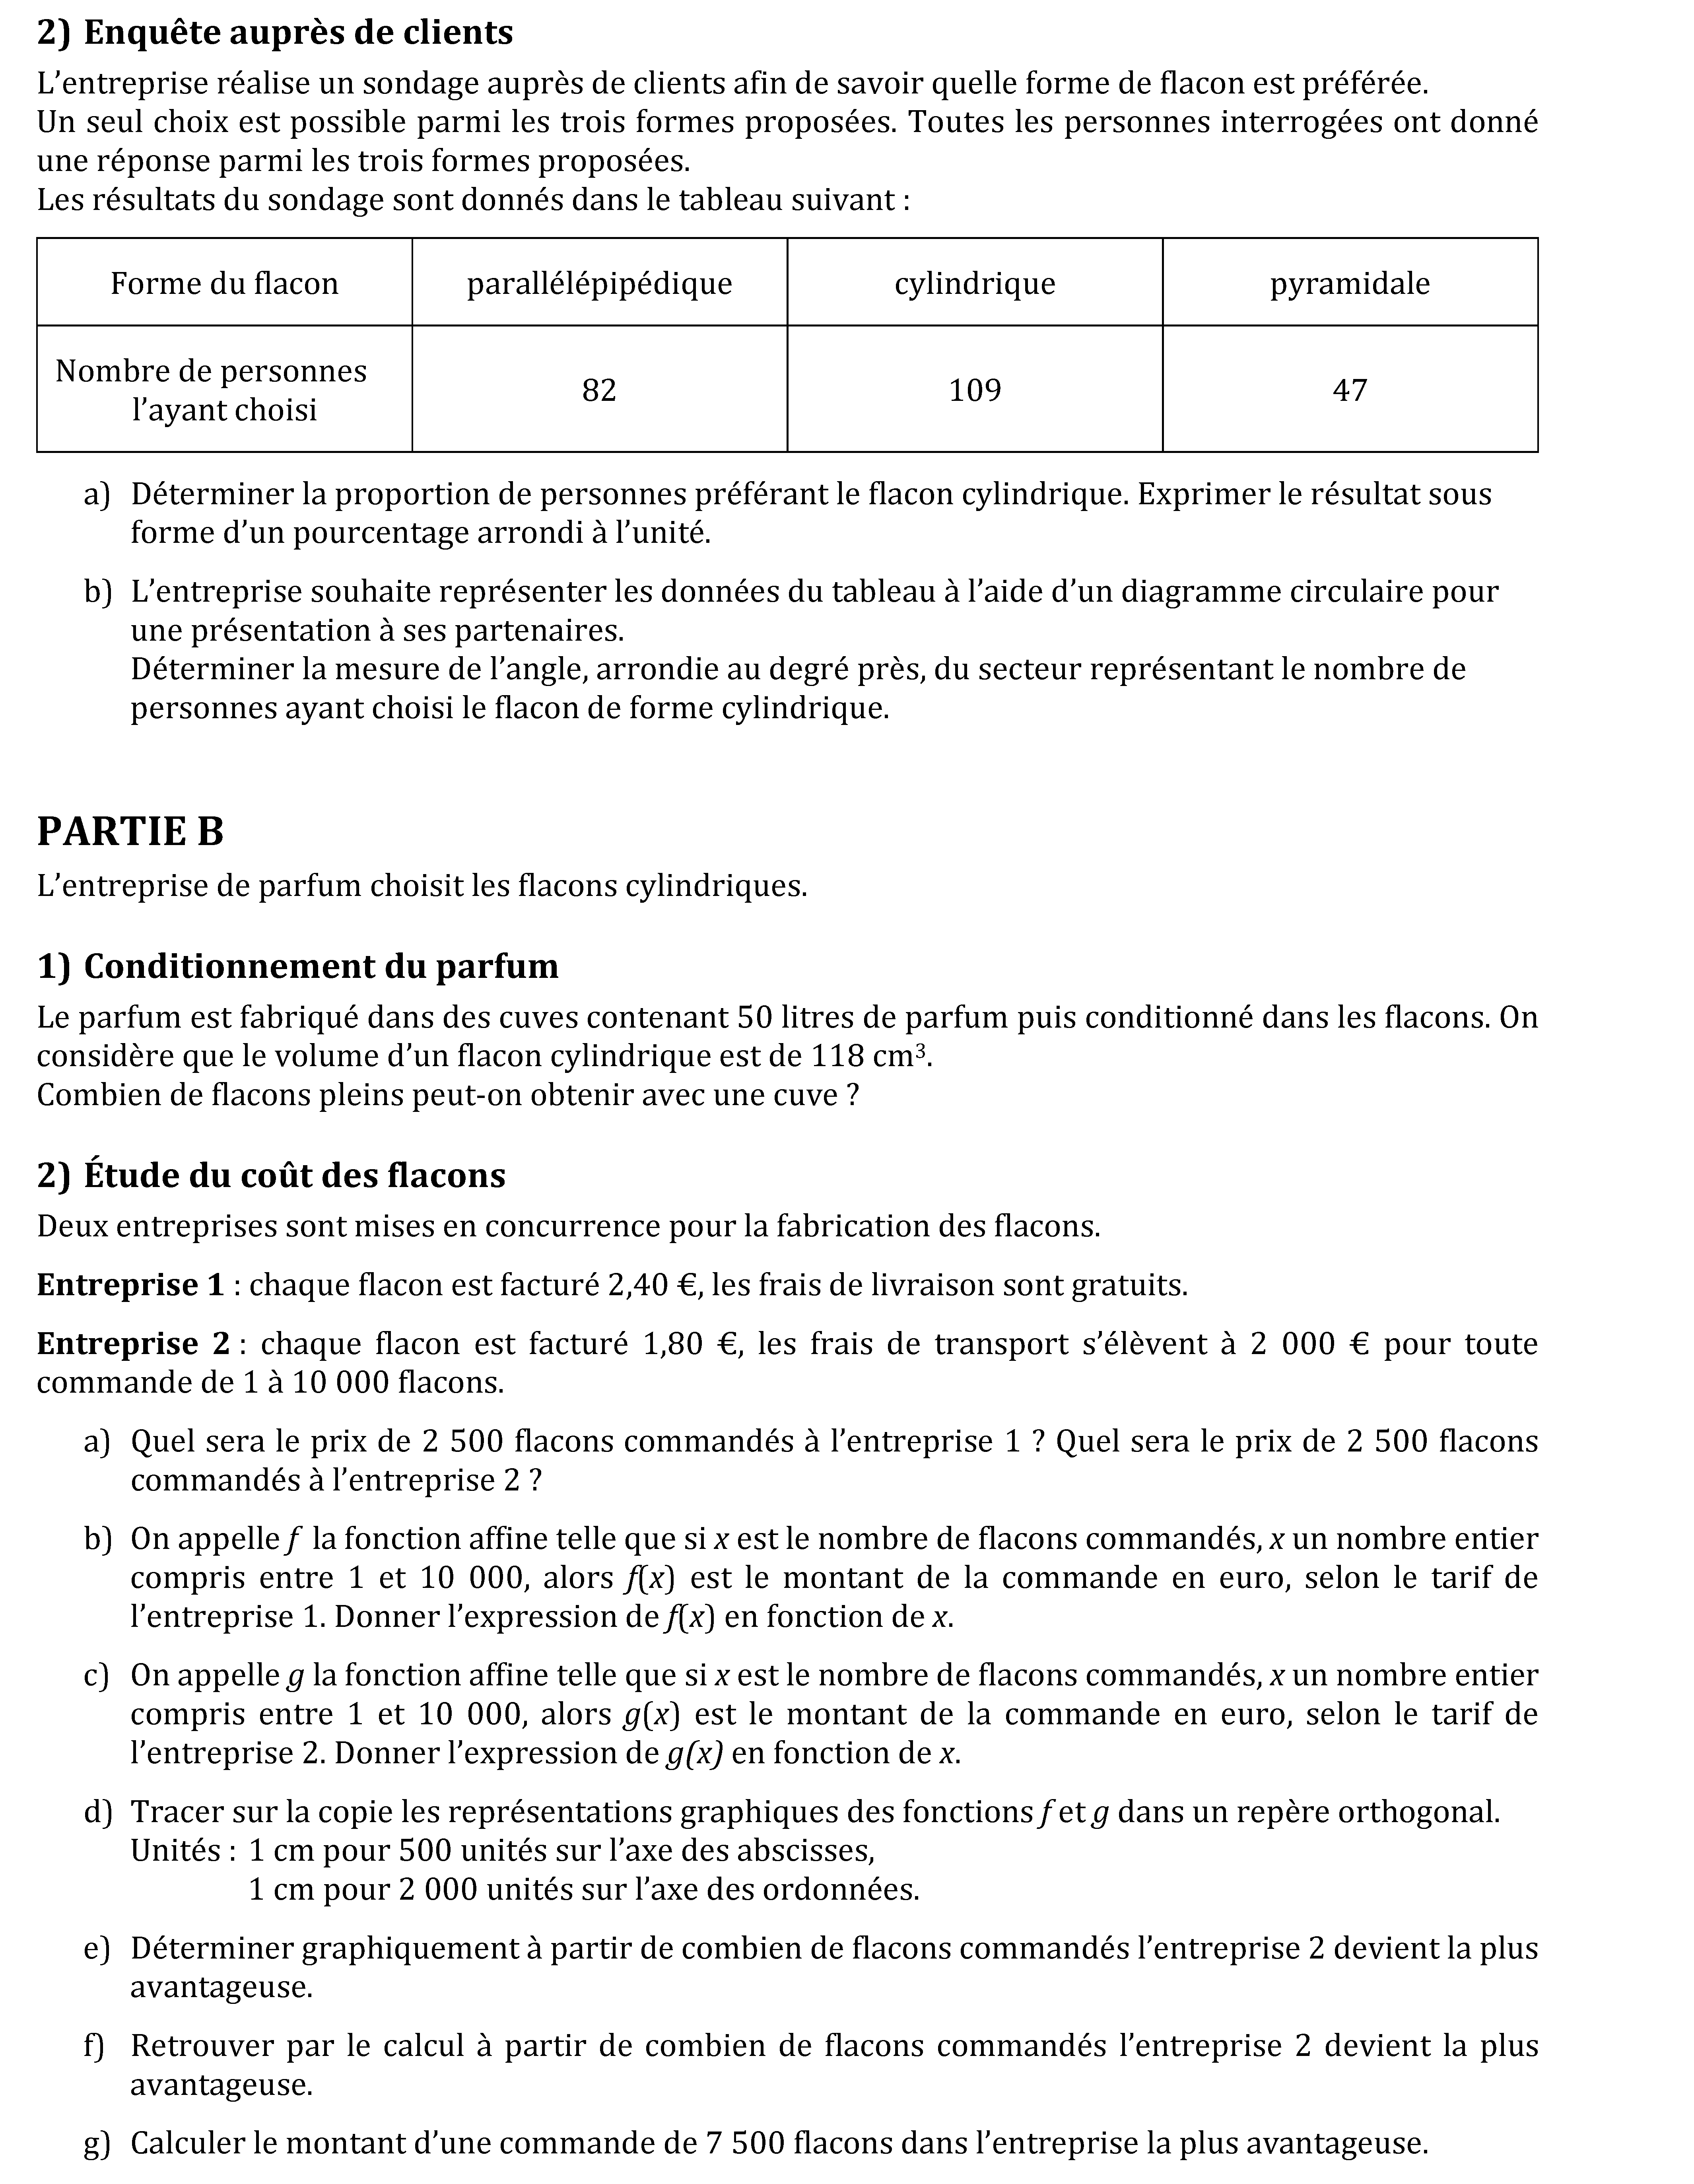 2) Enquête auprès de clients
L’entreprise réalise un sondage auprès de clients afin de savoir quelle forme de flacon est préférée.
Un seul choix est possible parmi les trois formes proposées. Toutes les personnes interrogées ont donné
une réponse parmi les trois formes proposées.
Les résultats du sondage sont donnés dans le tableau suivant :
Forme du flacon parallélépipédique cylindrique pyramidale
Nombre de personnes
l’ayant choisi 82 109 47
a) Déterminer la proportion de personnes préférant le flacon cylindrique. Exprimer le résultat sous
forme d’un pourcentage arrondi à l’unité.
b) L’entreprise souhaite représenter les données du tableau à l’aide d’un diagramme circulaire pour
une présentation à ses partenaires.
Déterminer la mesure de l’angle, arrondie au degré près, du secteur représentant le nombre de
personnes ayant choisi le flacon de forme cylindrique.
PARTIE B
L’entreprise de parfum choisit les flacons cylindriques.
1) Conditionnement du parfum
Le parfum est fabriqué dans des cuves contenant 50 litres de parfum puis conditionné dans les flacons. On
considère que le volume d’un flacon cylindrique est de 118 cm³.
Combien de flacons pleins peut-on obtenir avec une cuve ?
2) Étude du coût des flacons
Deux entreprises sont mises en concurrence pour la fabrication des flacons.
Entreprise 1 : chaque flacon est facturé 2,40 €, les frais de livraison sont gratuits.
Entreprise 2 : chaque flacon est facturé 1,80 €, les frais de transport s’élèvent à 2 000 € pour toute
commande de 1 à 10 000 flacons.
a) Quel sera le prix de 2 500 flacons commandés à l’entreprise 1 ? Quel sera le prix de 2 500 flacons
commandés à l’entreprise 2 ?
b) On appelle f la fonction affine telle que si x est le nombre de flacons commandés, x un nombre entier
compris entre 1 et 10 000, alors f(x) est le montant de la commande en euro, selon le tarif de
l’entreprise 1. Donner l’expression de f(x) en fonction de x.
c) On appelle g la fonction affine telle que si x est le nombre de flacons commandés, x un nombre entier
compris entre 1 et 10 000, alors g(x) est le montant de la commande en euro, selon le tarif de
l’entreprise 2. Donner l’expression de g(x) en fonction de x.
d) Tracer sur la copie les représentations graphiques des fonctions f et g dans un repère orthogonal.
Unités : 1 cm pour 500 unités sur l’axe des abscisses,
1 cm pour 2 000 unités sur l’axe des ordonnées.
e) Déterminer graphiquement à partir de combien de flacons commandés l’entreprise 2 devient la plus
avantageuse.
f) Retrouver par le calcul à partir de combien de flacons commandés l’entreprise 2 devient la plus
avantageuse.
g) Calculer le montant d’une commande de 7 500 flacons dans l’entreprise la plus avantageuse.